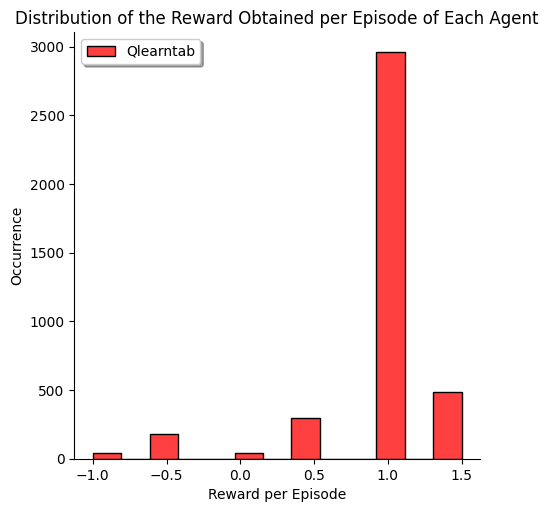 Distribution of the Reward Obtained per Episode of Each Agent
Qlearntab
3000
2500
2000
1500
1000
500
0
Occurrence
−1.0 −0.5 0.0 0.5 1.0 1.5
Reward per Episode